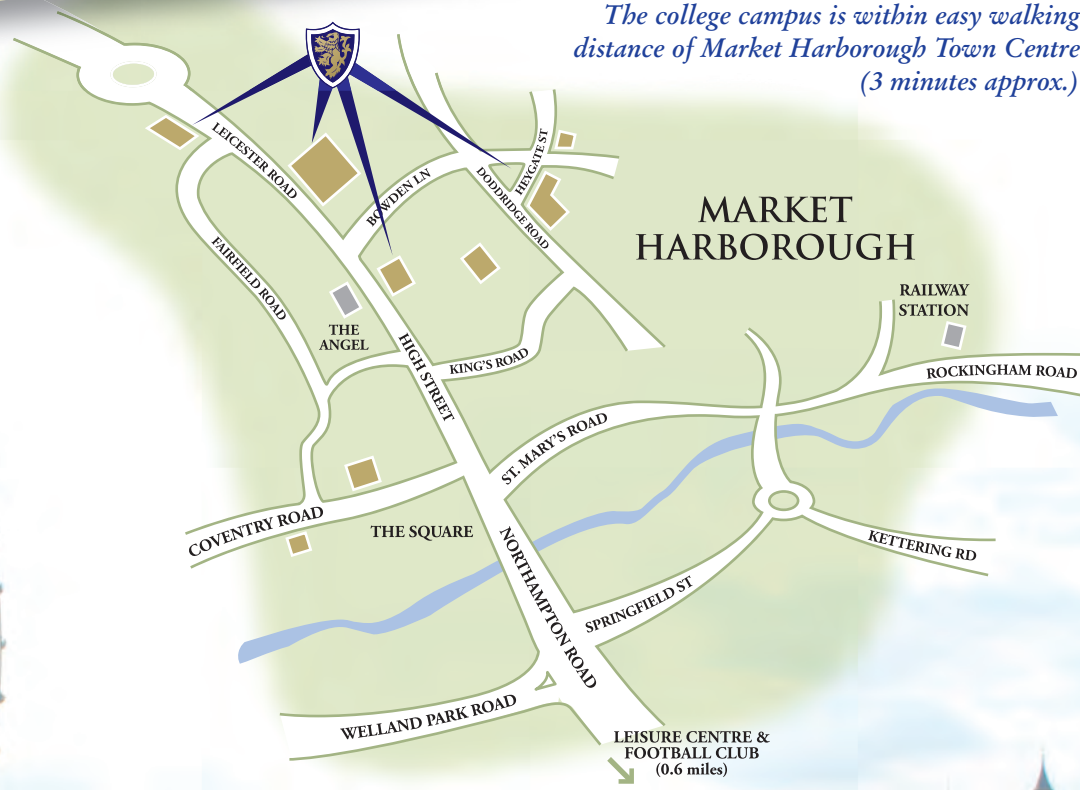 The college campus is within easy walking
distance of Market Harborough Town Centre
(3 minutes approx.)
LEICESTER ROAD
BOWDEN LN
DODDRIDGE ROAD
HEYGATE ST
MARKET
HARBOROUGH
FAIRFIELD ROAD
RAILWAY
STATION
THE
ANGEL
HIGH STREET
KING'S ROAD
ROCKINGHAM ROAD
ST. MARY'S ROAD
COVENTRY ROAD
THE SQUARE
NORTHAMPTON ROAD
KETTERING RD
SPRINGFIELD ST
WELLAND PARK ROAD
LEISURE CENTRE &
FOOTBALL CLUB
(0.6 miles)